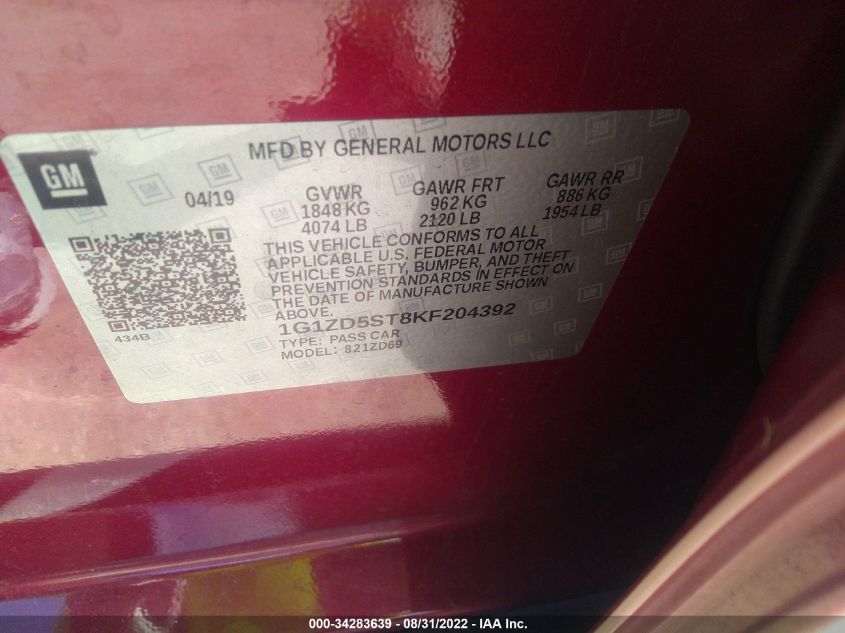 GM
MFD BY GENERAL MOTORS LLC
04/19
GVWR
1848 KG
4074 LB
GAWR FRT
962 KG
2120 LB
GAWR RR
886 KG
1954 LB
THIS VEHICLE CONFORMS TO ALL
APPLICABLE U.S. FEDERAL MOTOR
VEHICLE SAFETY, BUMPER, AND THEFT
PREVENTION STANDARDS IN EFFECT ON
THE DATE OF MANUFACTURE SHOWN
ABOVE.
1G1ZD5ST8KF204392
TYPE: PASS CAR
MODEL: 821ZD69
434B
000-34283639 - 08/31/2022 - IAA Inc.